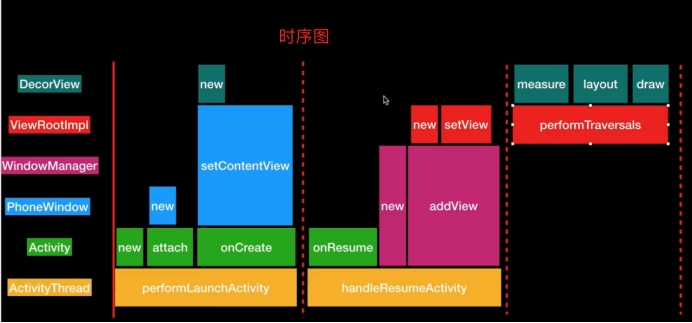 时序图
DecorView new measure layout draw
ViewRootImpl new setView performTraversals
WindowManager setContentView new addView
PhoneWindow new
Activity new attach onCreate onResume
ActivityThread performLaunchActivity handleResumeActivity